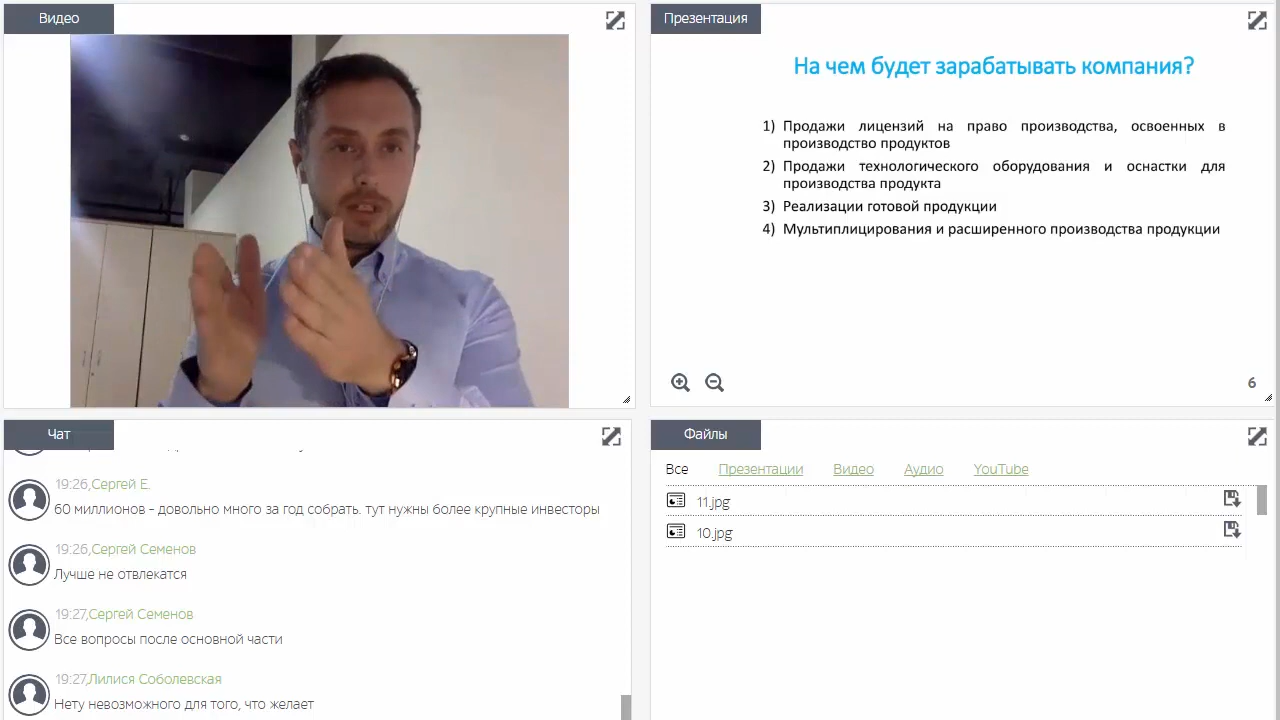 Видео
Презентация
На чем будет зарабатывать компания?
1) Продажи лицензий на право производства, освоенных в
производство продуктов
2) Продажи технологического оборудования и оснастки для
производства продукта
3) Реализации готовой продукции
4) Мультиплицирования и расширенного производства продукции
6
Чат
19:26,Сергей Е.
60 миллионов - довольно много за год собрать. тут нужны более крупные инвесторы
19:26,Сергей Семенов
Лучше не отвлекатся
19:27,Сергей Семенов
Все вопросы после основной части
19:27,Лилися Соболевская
Нету невозможного для того, что желает
Файлы
Все Презентации Видео Аудио YouTube
11.jpg
10.jpg